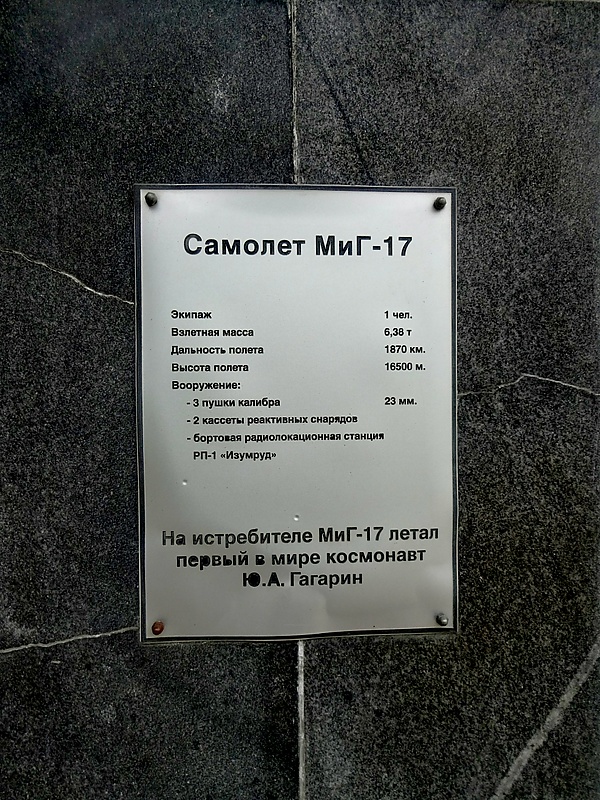 Самолет МиГ-17
Экипаж 1 чел.
Взлетная масса 6,38 т
Дальность полета 1870 км.
Высота полета 16500 м.
Вооружение:
- 3 пушки калибра 23 мм.
- 2 кассеты реактивных снарядов
- бортовая радиолокационная станция
РП-1 «Изумруд»
На истребителе МиГ-17 летал
первый в мире космонавт
Ю.А. Гагарин